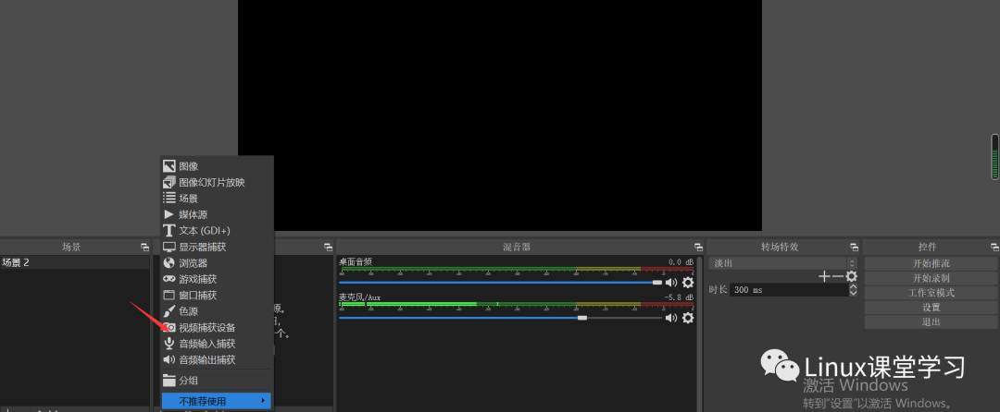 图像
图像幻灯片放映
场景
媒体源
文本 (GDI+)
显示器捕获
浏览器
游戏捕获
窗口捕获
色源
视频捕获设备
音频输入捕获
音频输出捕获
分组
不推荐使用
场景
场景 2
源。
个。
混音器
桌面音频 0.0 dB
麦克风/Aux -5.8 dB
转场特效
淡出
时长 300 ms
控件
开始推流
开始录制
工作室模式
设置
退出
Linux课堂学习
激活 Windows
转到"设置"以激活 Windows。